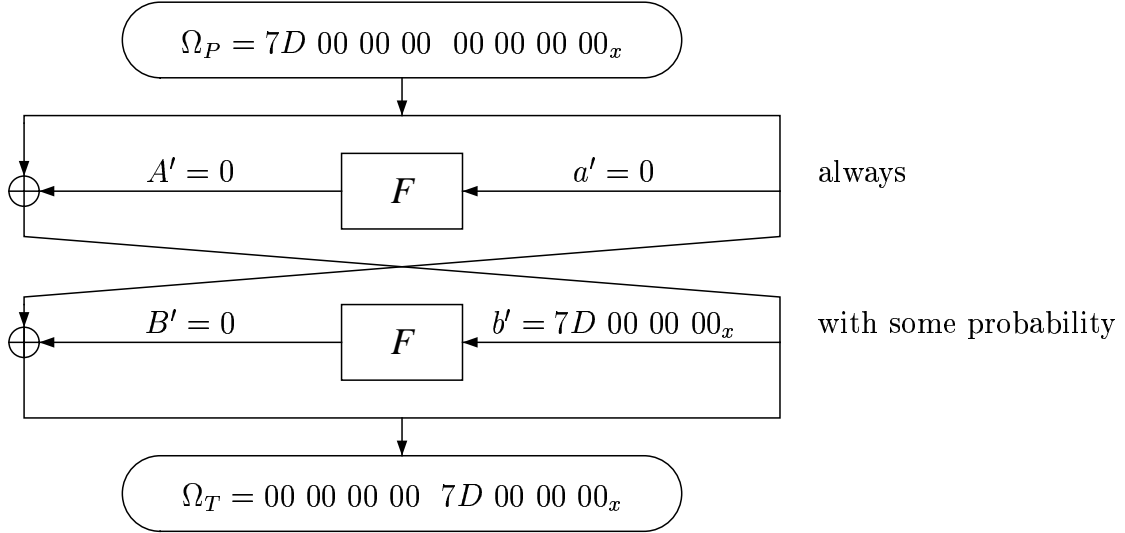 Ω_P = 7D 00 00 00 00 00 00 00_x
A′ = 0
F
a′ = 0
always
B′ = 0
F
b′ = 7D 00 00 00_x
with some probability
Ω_T = 00 00 00 00 7D 00 00 00_x